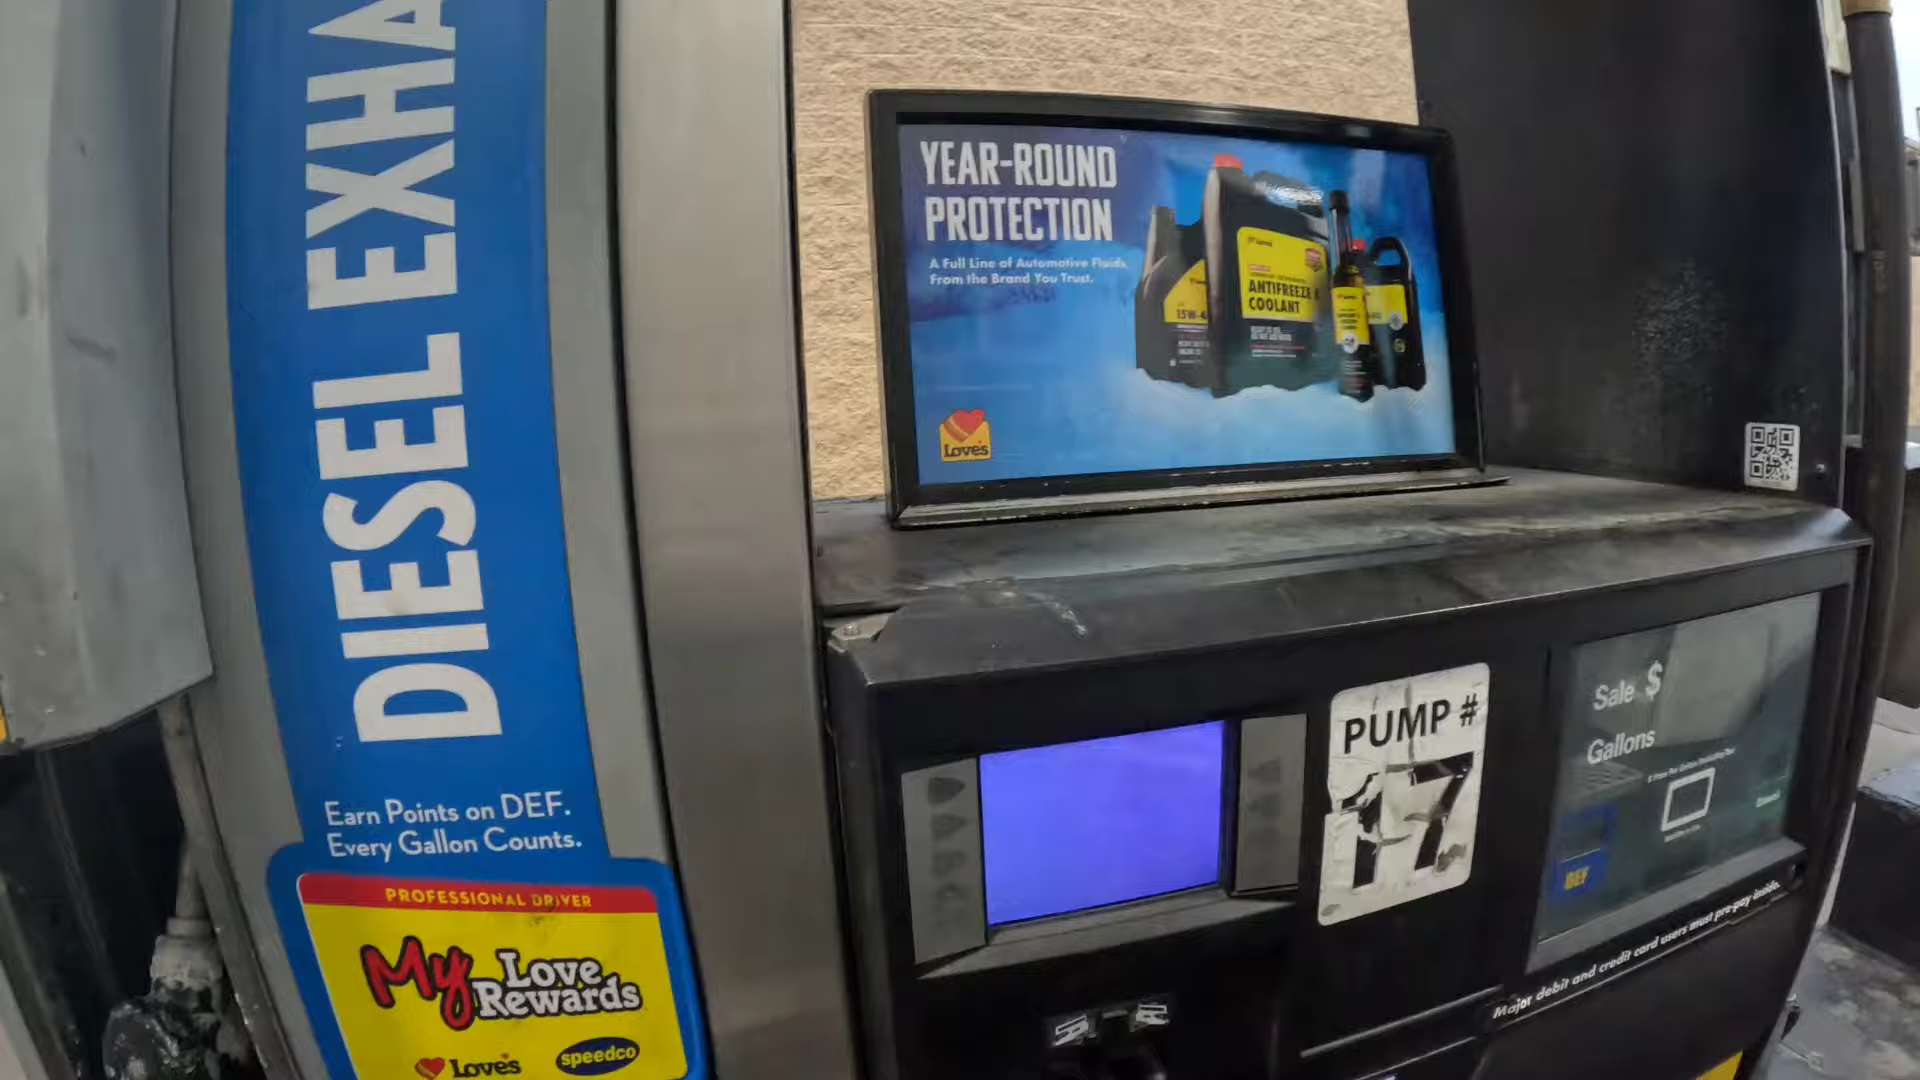 DIESEL EXHA
Earn Points on DEF.
Every Gallon Counts.
PROFESSIONAL DRIVER
My Love
Rewards
Love's
speedco
YEAR-ROUND
PROTECTION
A Full Line of Automotive Fluids
From the Brand You Trust.
ANTIFREEZE &
COOLANT
15W-4
Love's
PUMP #
17
Sale $
Gallons
DEF
Major debit and credit card users must pre-pay inside.